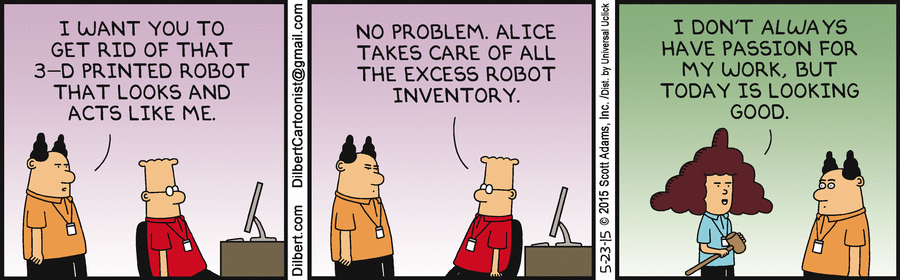 I WANT YOU TO
GET RID OF THAT
3-D PRINTED ROBOT
THAT LOOKS AND
ACTS LIKE ME.
Dilbert.com DilbertCartoonist@gmail.com
NO PROBLEM. ALICE
TAKES CARE OF ALL
THE EXCESS ROBOT
INVENTORY.
5-23-15 © 2015 Scott Adams, Inc. /Dist. by Universal Uclick
I DON'T ALWAYS
HAVE PASSION FOR
MY WORK, BUT
TODAY IS LOOKING
GOOD.